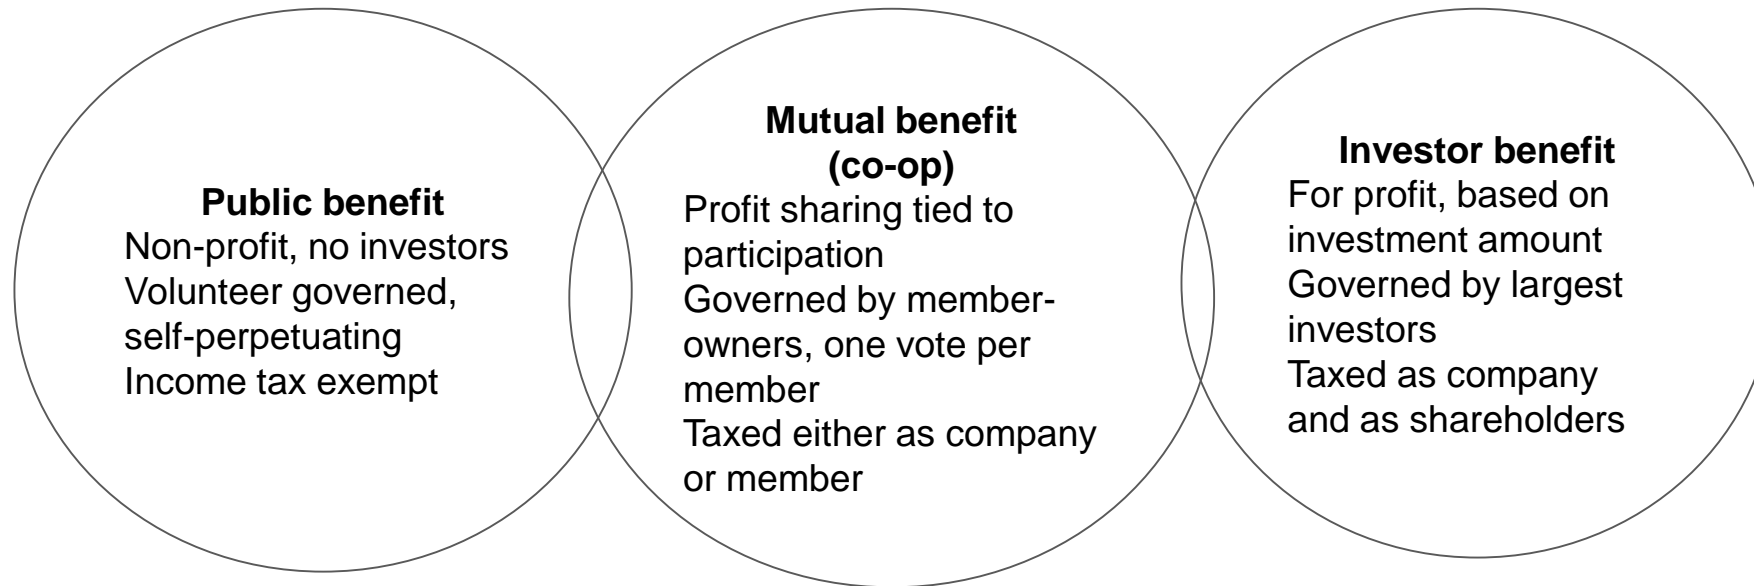 Public benefit
Non-profit, no investors
Volunteer governed,
self-perpetuating
Income tax exempt
Mutual benefit
(co-op)
Profit sharing tied to
participation
Governed by member-
owners, one vote per
member
Taxed either as company
or member
Investor benefit
For profit, based on
investment amount
Governed by largest
investors
Taxed as company
and as shareholders